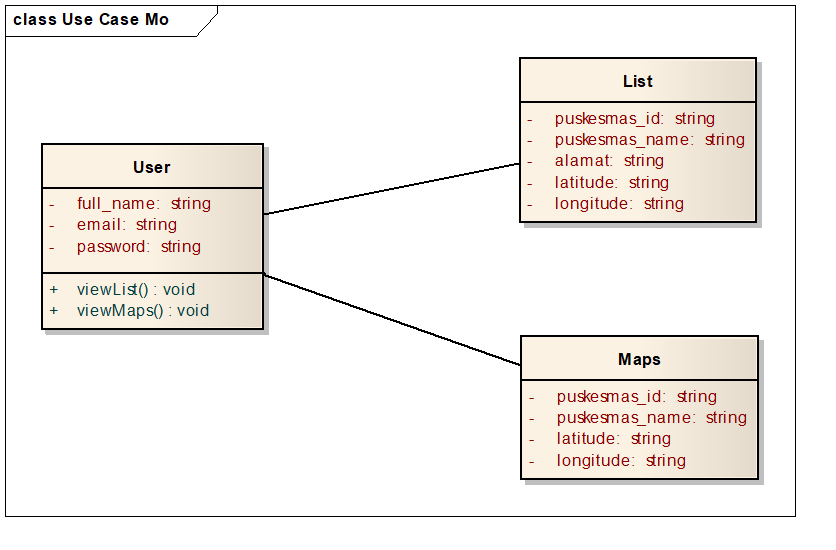 class Use Case Mo
User
- full_name: string
- email: string
- password: string
+ viewList() : void
+ viewMaps() : void
List
- puskesmas_id: string
- puskesmas_name: string
- alamat: string
- latitude: string
- longitude: string
Maps
- puskesmas_id: string
- puskesmas_name: string
- latitude: string
- longitude: string